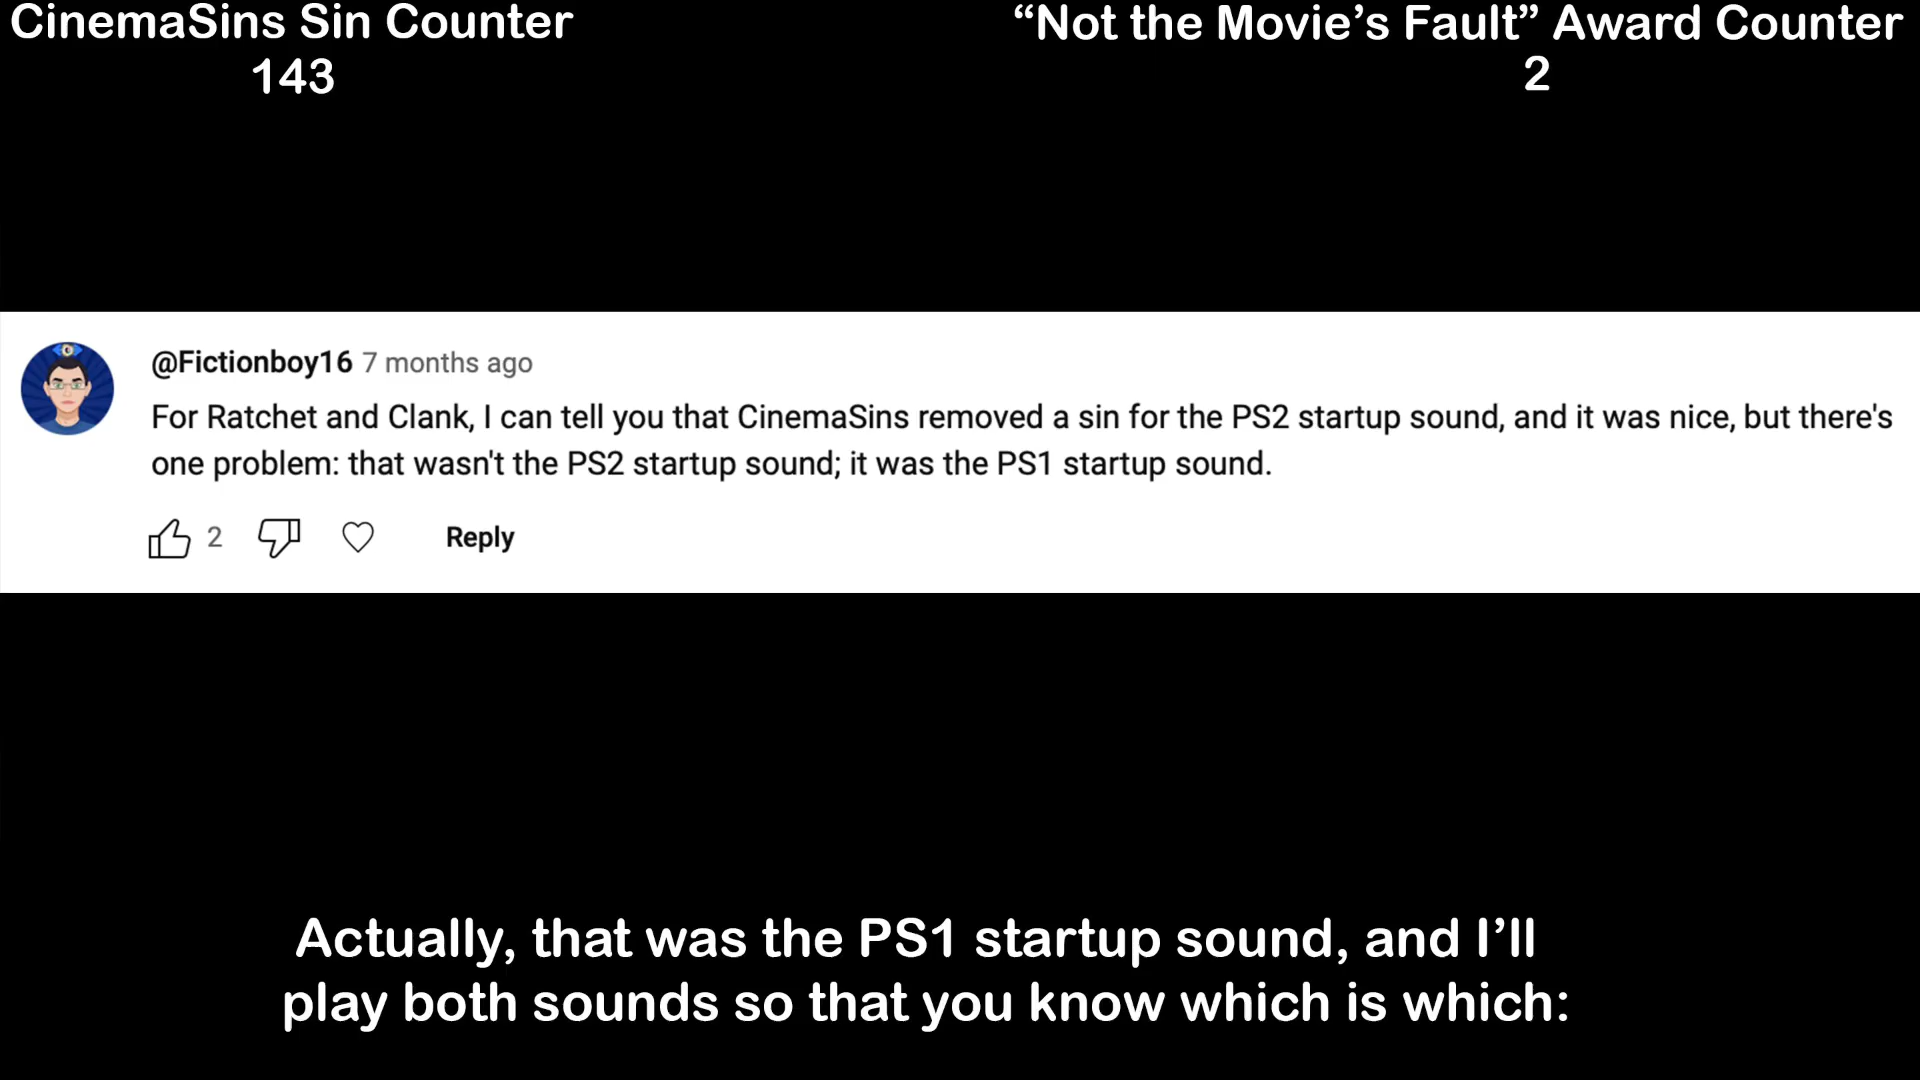 CinemaSins Sin Counter
143
“Not the Movie’s Fault” Award Counter
2
@Fictionboy16 7 months ago
For Ratchet and Clank, I can tell you that CinemaSins removed a sin for the PS2 startup sound, and it was nice, but there's
one problem: that wasn't the PS2 startup sound; it was the PS1 startup sound.
2 Reply
Actually, that was the PS1 startup sound, and I’ll
play both sounds so that you know which is which: